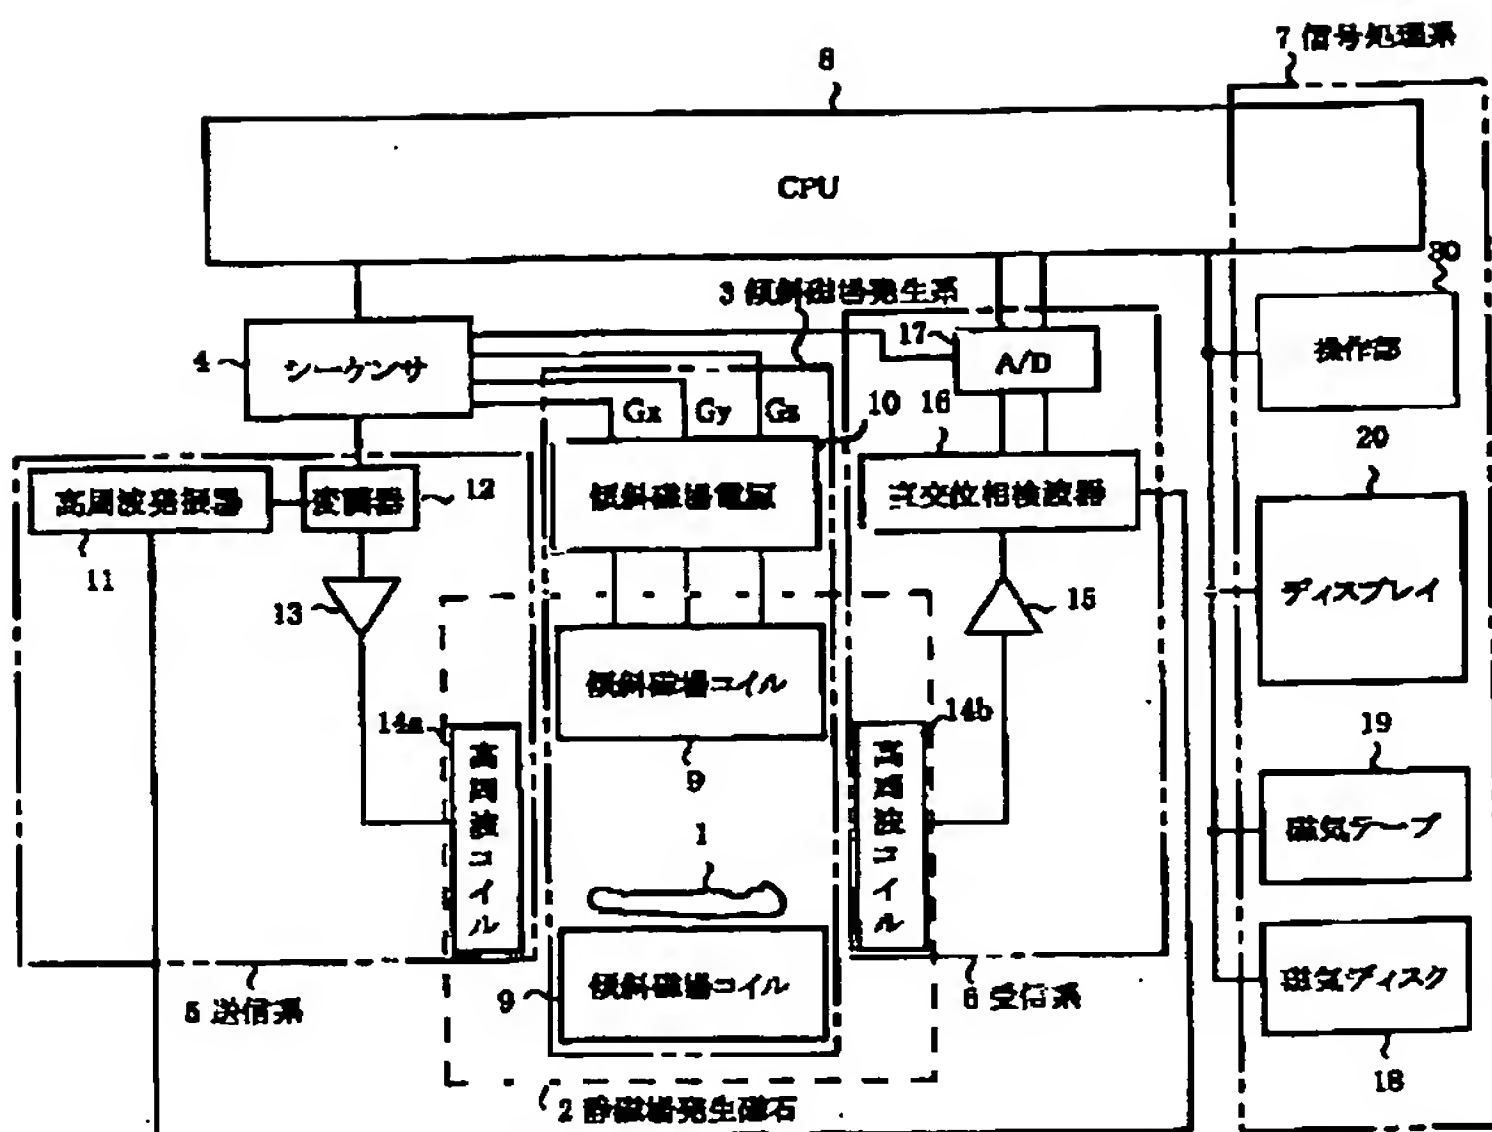 7 信号処理系
8
CPU
3 傾斜磁場発生系
30
操作部
4
シーケンサ
17
A/D
Gx Gy Gz
10
16
20
高周波発振器
変調器
12
傾斜磁場電源
直交位相検波器
11
13
15
ディスプレイ
傾斜磁場コイル
14a
14b
高周波コイル
高周波コイル
9
19
磁気テープ
1
傾斜磁場コイル
9
磁気ディスク
5 送信系
6 受信系
18
2 静磁場発生磁石